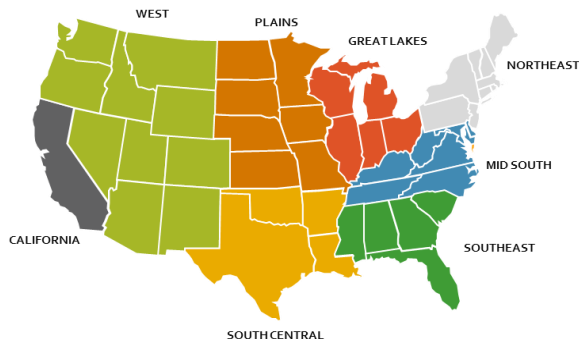 WEST
PLAINS
GREAT LAKES
NORTHEAST
MID SOUTH
CALIFORNIA
SOUTHEAST
SOUTH CENTRAL